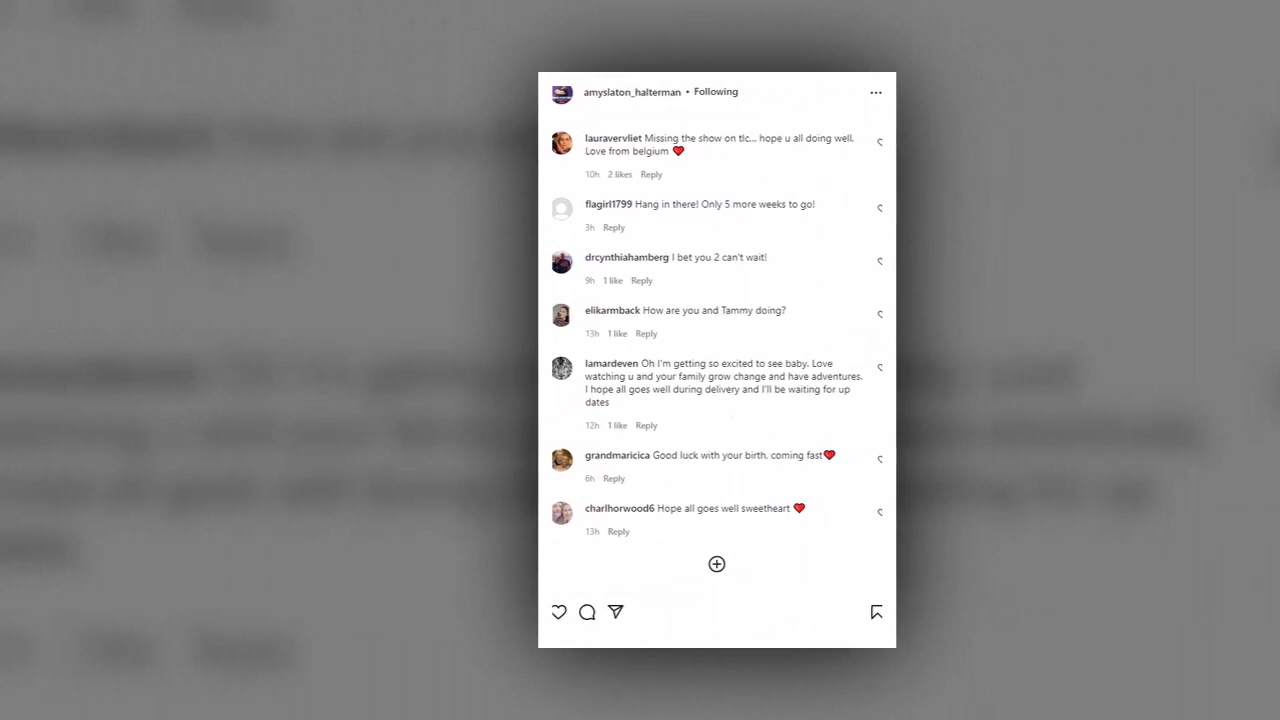 amyslaton_halterman • Following
lauravervliet Missing the show on tlc... hope u all doing well.
Love from belgium ❤️
10h 2 likes Reply
flagirl1799 Hang in there! Only 5 more weeks to go!
3h Reply
drcynthiahamberg I bet you 2 can't wait!
9h 1 like Reply
elikarmback How are you and Tammy doing?
13h 1 like Reply
lamardeven Oh I'm getting so excited to see baby. Love
watching u and your family grow change and have adventures.
I hope all goes well during delivery and I'll be waiting for up
dates
12h 1 like Reply
grandmaricica Good luck with your birth, coming fast❤️
6h Reply
charlhorwood6 Hope all goes well sweetheart ❤️
13h Reply